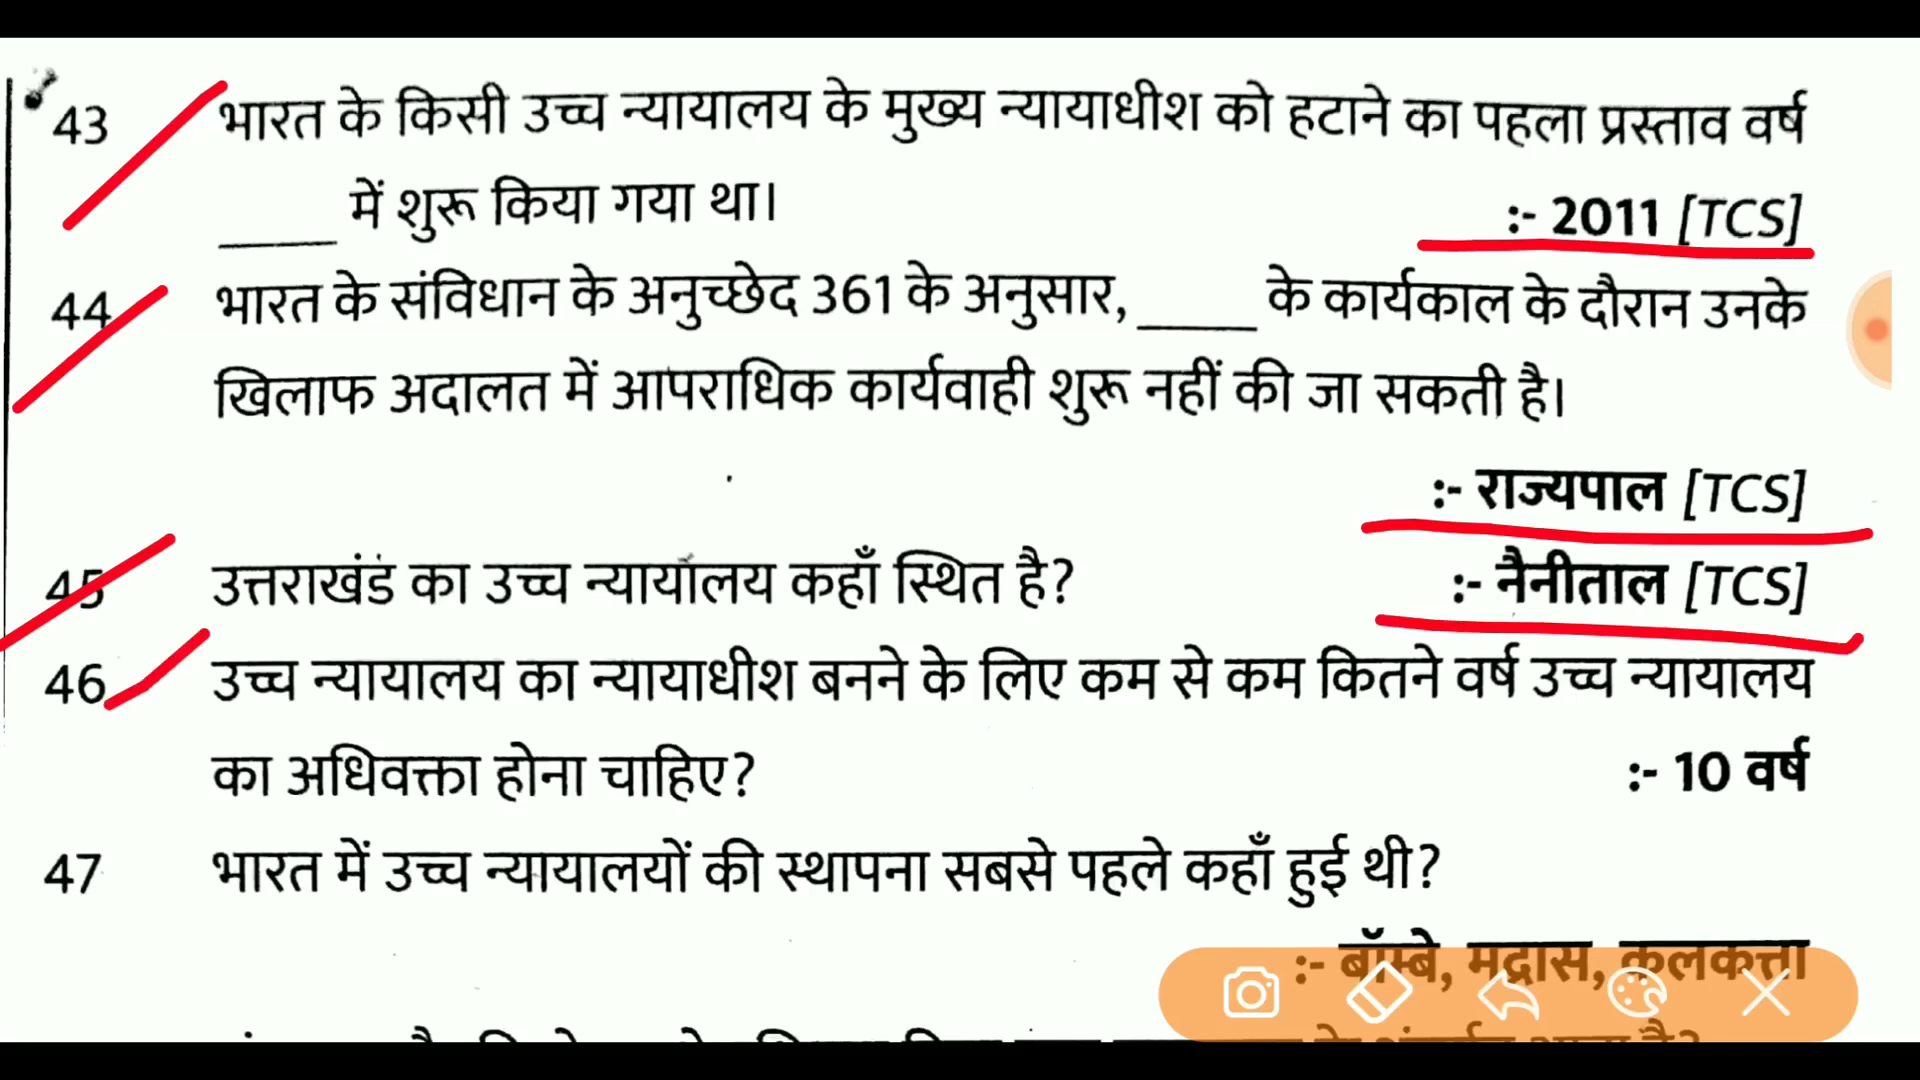 43 भारत के किसी उच्च न्यायालय के मुख्य न्यायाधीश को हटाने का पहला प्रस्ताव वर्ष
____ में शुरू किया गया था। :- 2011 [TCS]
44 भारत के संविधान के अनुच्छेद 361 के अनुसार, ____ के कार्यकाल के दौरान उनके
खिलाफ अदालत में आपराधिक कार्यवाही शुरू नहीं की जा सकती है।
:- राज्यपाल [TCS]
45 उत्तराखंड का उच्च न्यायालय कहाँ स्थित है? :- नैनीताल [TCS]
46 उच्च न्यायालय का न्यायाधीश बनने के लिए कम से कम कितने वर्ष उच्च न्यायालय
का अधिवक्ता होना चाहिए? :- 10 वर्ष
47 भारत में उच्च न्यायालयों की स्थापना सबसे पहले कहाँ हुई थी?
:- बॉम्बे, मद्रास, कलकत्ता